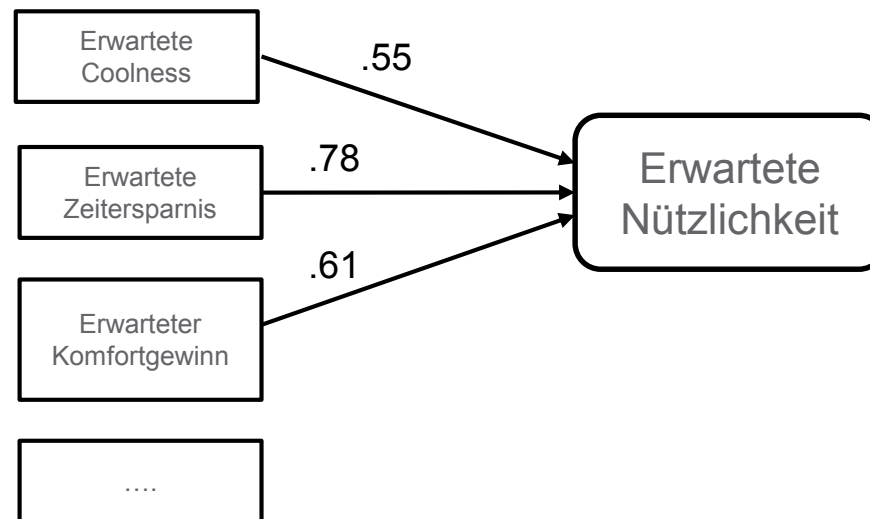 Erwartete
Coolness
.55
Erwartete
Zeitersparnis
.78
Erwarteter
Komfortgewinn
.61
....
Erwartete
Nützlichkeit